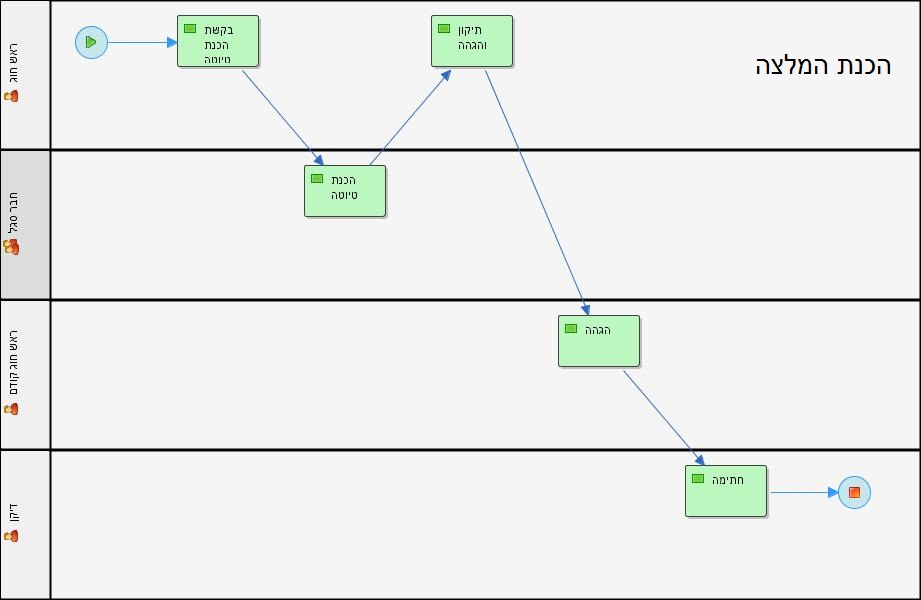 הכנת המלצה
ראש חוג
בקשת
הכנת
טיוטה
תיקון
והגהה
חבר סגל
הכנת
טיוטה
ראש חוג קודם
הגהה
דיקן
חתימה